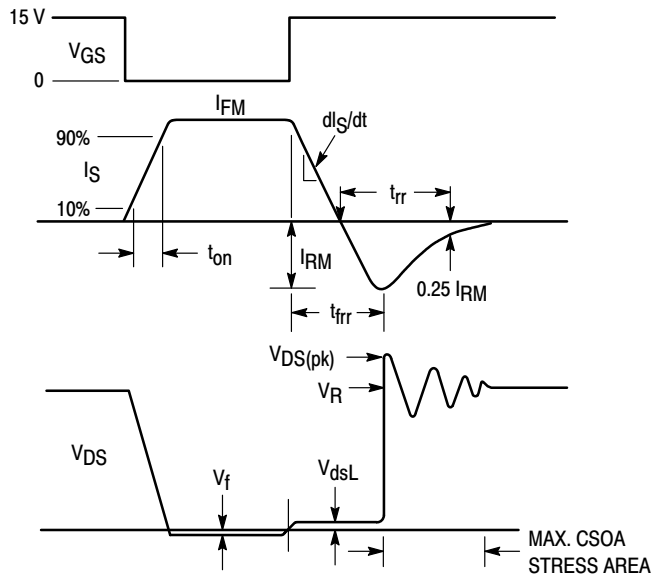 15 V
VGS
0
IFM
dIS/dt
90%
IS
10%
trr
ton
IRM
0.25 IRM
tfrr
VDS(pk)
VR
VDS
Vf
VdsL
MAX. CSOA
STRESS AREA